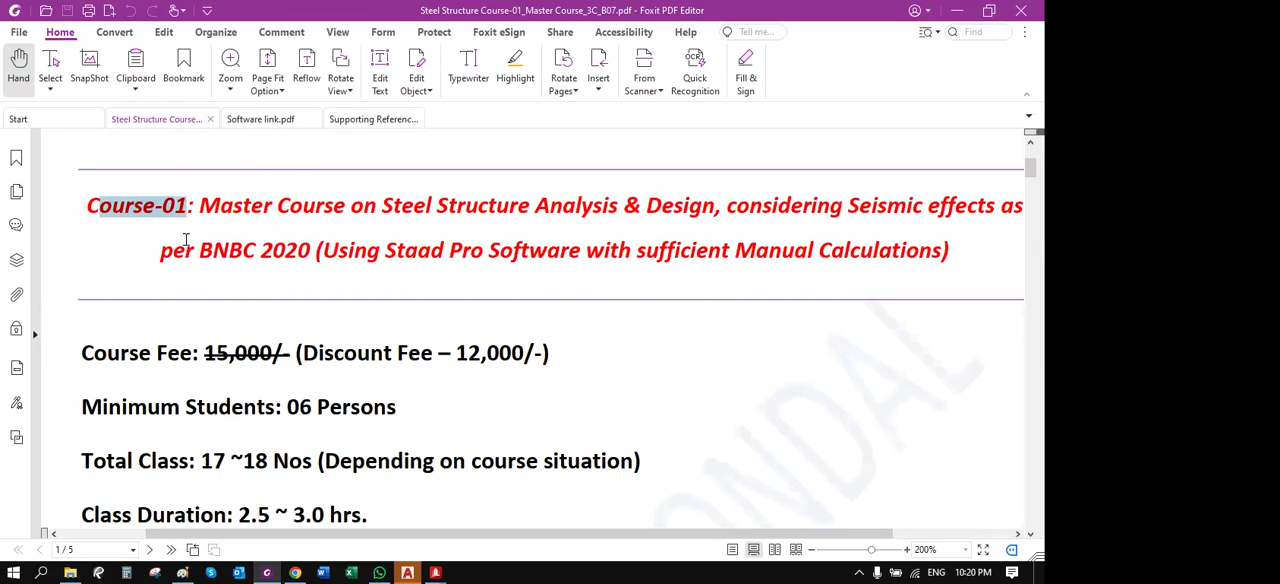 Steel Structure Course-01_Master Course_3C_B07.pdf - Foxit PDF Editor
File Home Convert Edit Organize Comment View Form Protect Foxit eSign Share Accessibility Help Tell me... Find
Hand Select SnapShot Clipboard Bookmark Zoom Page Fit Option Reflow Rotate View Edit Text Edit Object Typewriter Highlight Rotate Pages Insert From Scanner OCR Quick Recognition Fill & Sign
Start Steel Structure Course... Software link.pdf Supporting Referenc...
Course-01: Master Course on Steel Structure Analysis & Design, considering Seismic effects as
per BNBC 2020 (Using Staad Pro Software with sufficient Manual Calculations)
Course Fee: 15,000/- (Discount Fee – 12,000/-)
Minimum Students: 06 Persons
Total Class: 17 ~18 Nos (Depending on course situation)
Class Duration: 2.5 ~ 3.0 hrs.
1 / 5 200%
ENG 10:20 PM